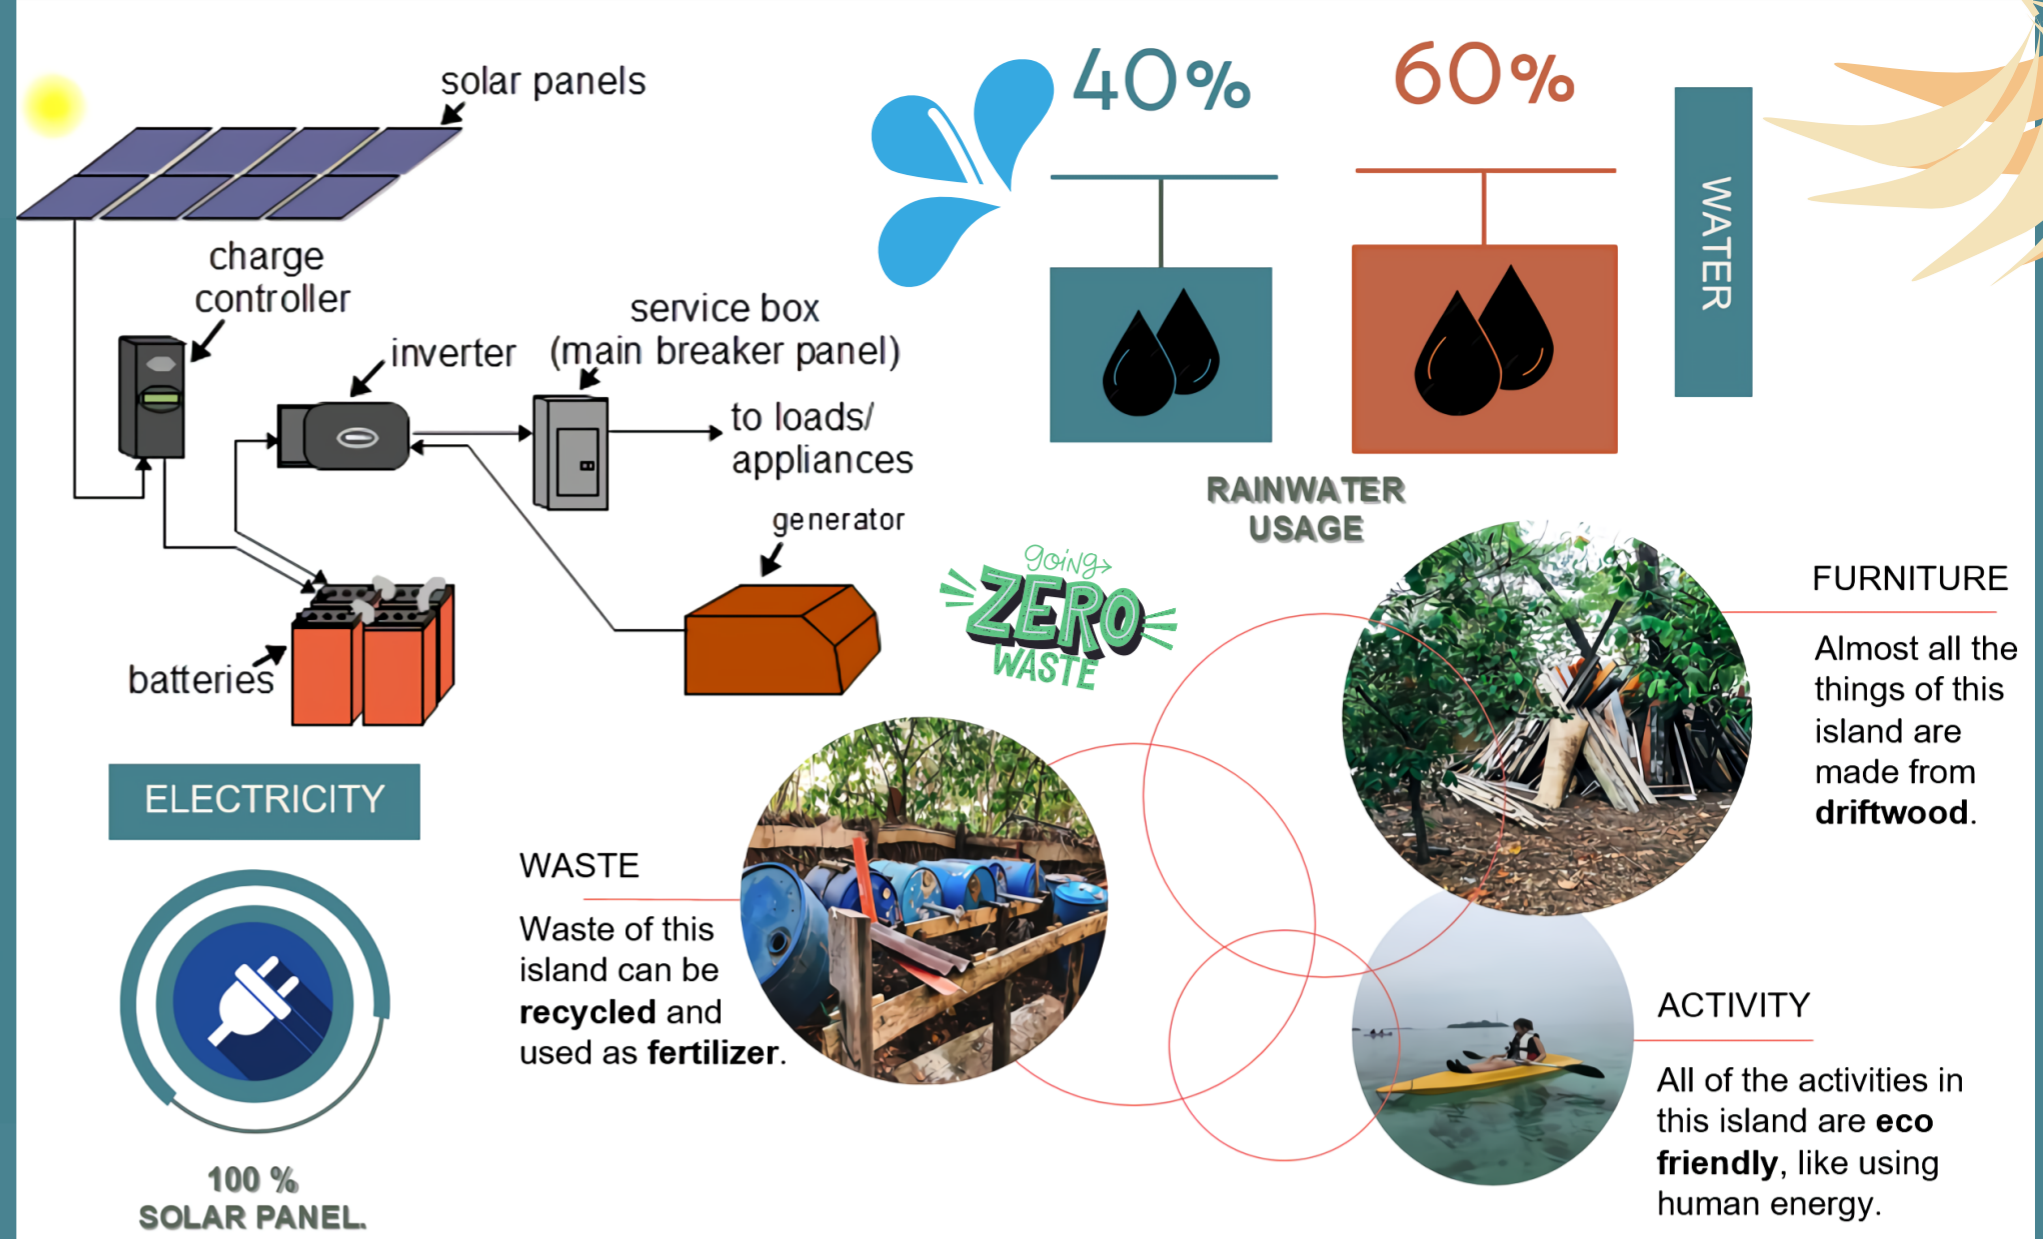 solar panels
charge
controller
inverter
service box
(main breaker panel)
to loads/
appliances
generator
batteries
ELECTRICITY
100 %
SOLAR PANEL.
40%
60%
WATER
RAINWATER
USAGE
going
ZERO
WASTE
FURNITURE
Almost all the
things of this
island are
made from
driftwood.
WASTE
Waste of this
island can be
recycled and
used as fertilizer.
ACTIVITY
All of the activities in
this island are eco
friendly, like using
human energy.